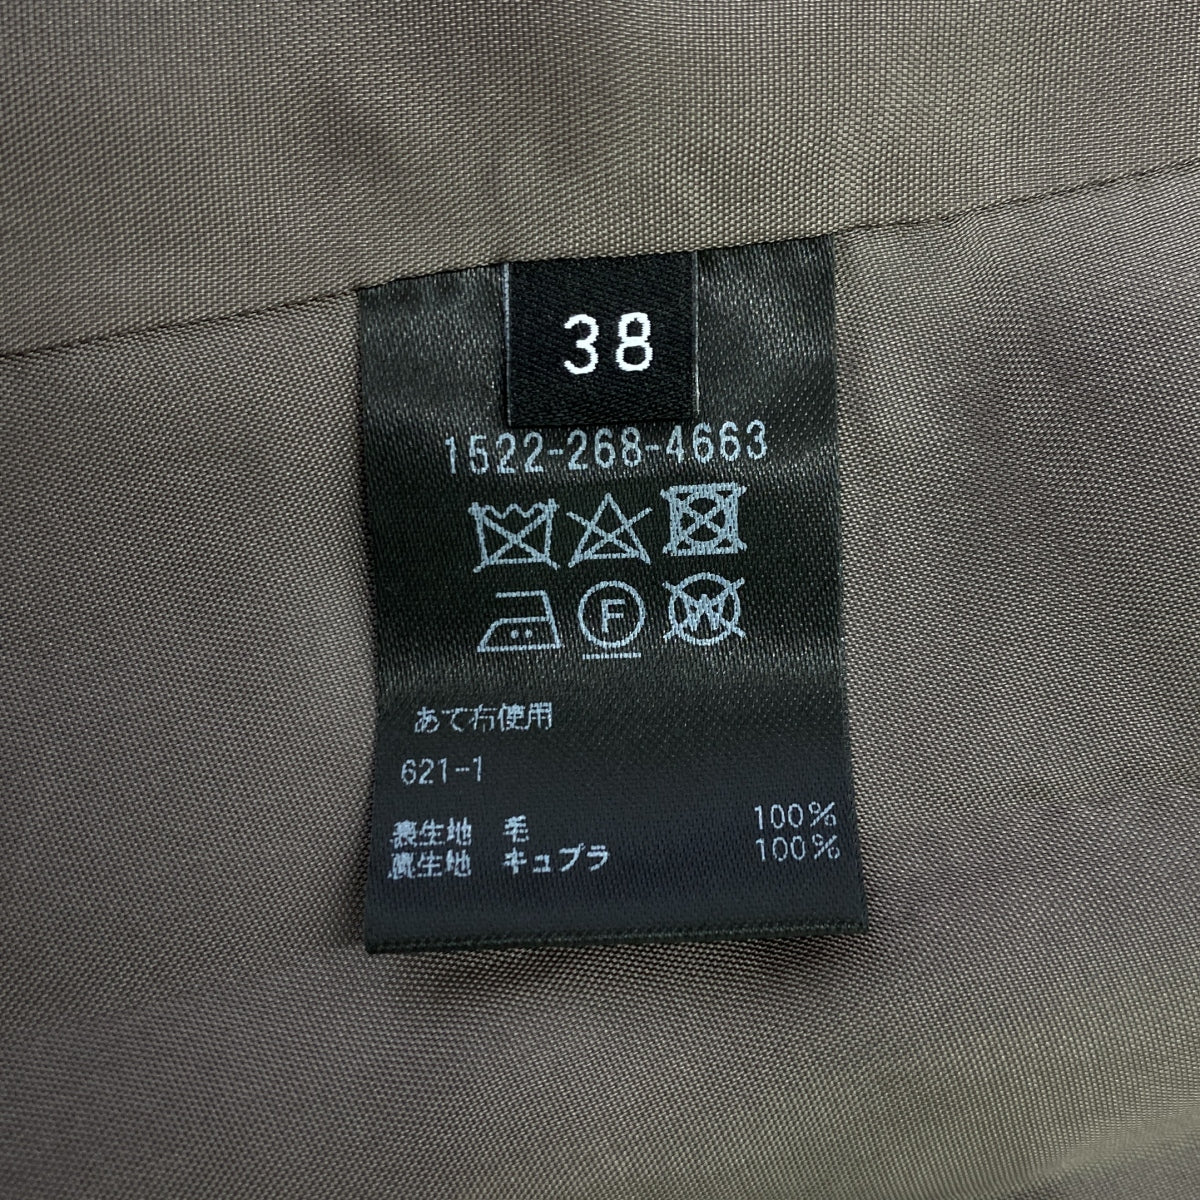 38
1522-268-4663
F
W
あて布使用
621-1
表生地 毛 100%
裏生地 キュプラ 100%